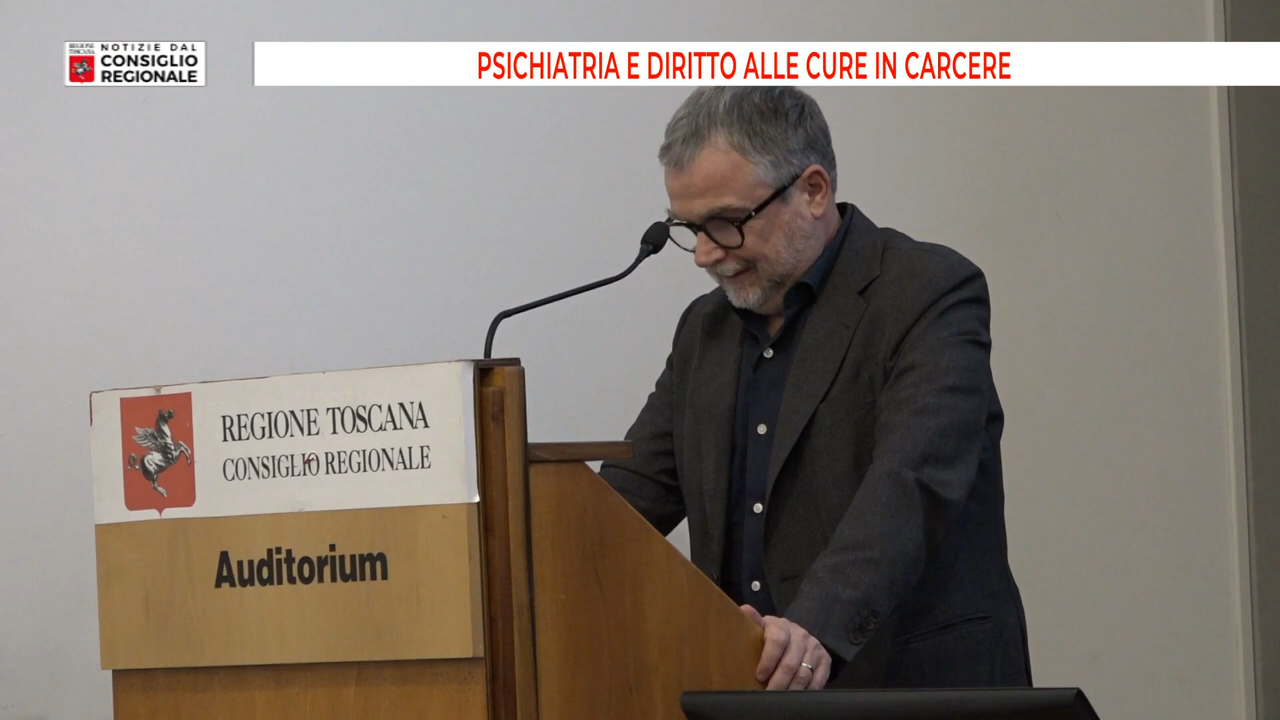 REGIONE
TOSCANA
NOTIZIE DAL
CONSIGLIO
REGIONALE
PSICHIATRIA E DIRITTO ALLE CURE IN CARCERE
REGIONE TOSCANA
CONSIGLIO REGIONALE
Auditorium